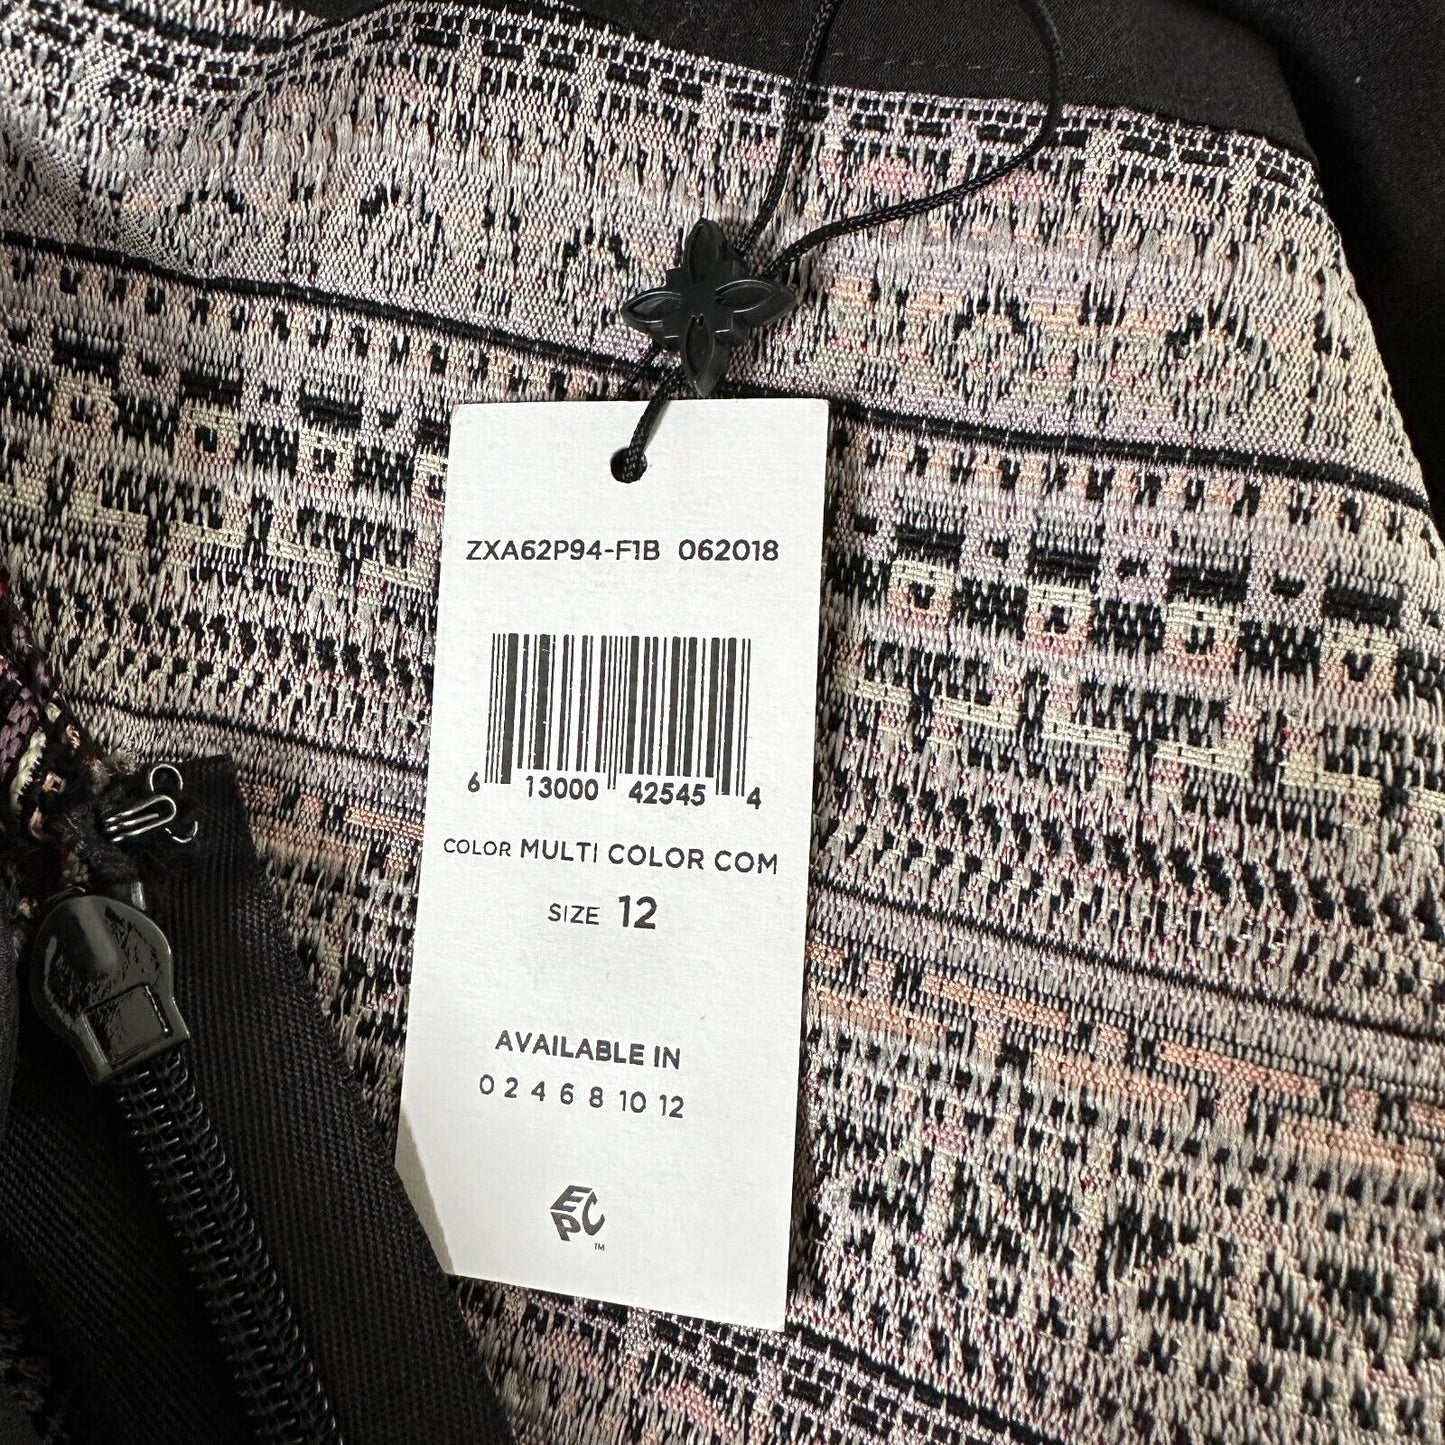 ZXA62P94-F1B 062018
6 13000 42545 4
COLOR MULTI COLOR COM
SIZE 12
AVAILABLE IN
0 2 4 6 8 10 12
EPC
TM